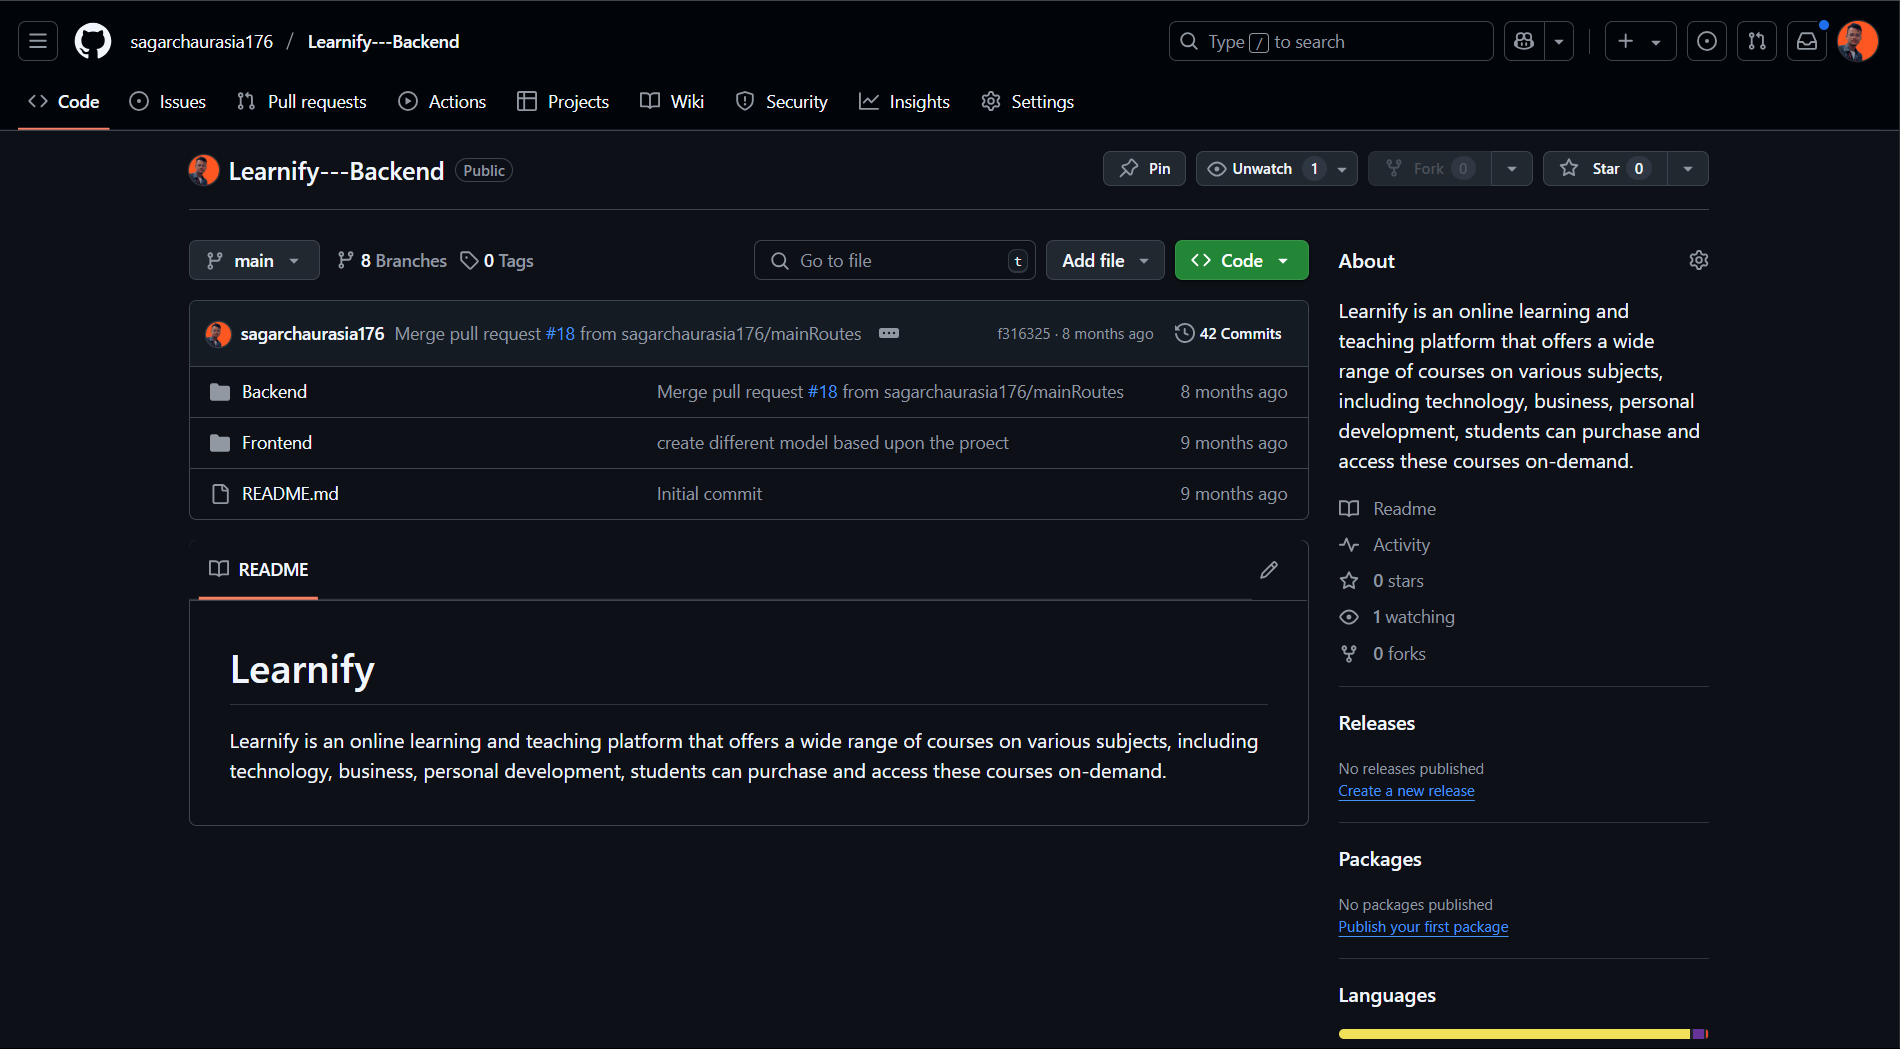 sagarchaurasia176 / Learnify---Backend
Type / to search
Code Issues Pull requests Actions Projects Wiki Security Insights Settings
Learnify---Backend Public
Pin Unwatch 1 Fork 0 Star 0
main 8 Branches 0 Tags
Go to file t Add file Code
sagarchaurasia176 Merge pull request #18 from sagarchaurasia176/mainRoutes f316325 · 8 months ago 42 Commits
Backend Merge pull request #18 from sagarchaurasia176/mainRoutes 8 months ago
Frontend create different model based upon the proect 9 months ago
README.md Initial commit 9 months ago
README
Learnify
Learnify is an online learning and teaching platform that offers a wide range of courses on various subjects, including
technology, business, personal development, students can purchase and access these courses on-demand.
About
Learnify is an online learning and
teaching platform that offers a wide
range of courses on various subjects,
including technology, business, personal
development, students can purchase and
access these courses on-demand.
Readme
Activity
0 stars
1 watching
0 forks
Releases
No releases published
Create a new release
Packages
No packages published
Publish your first package
Languages